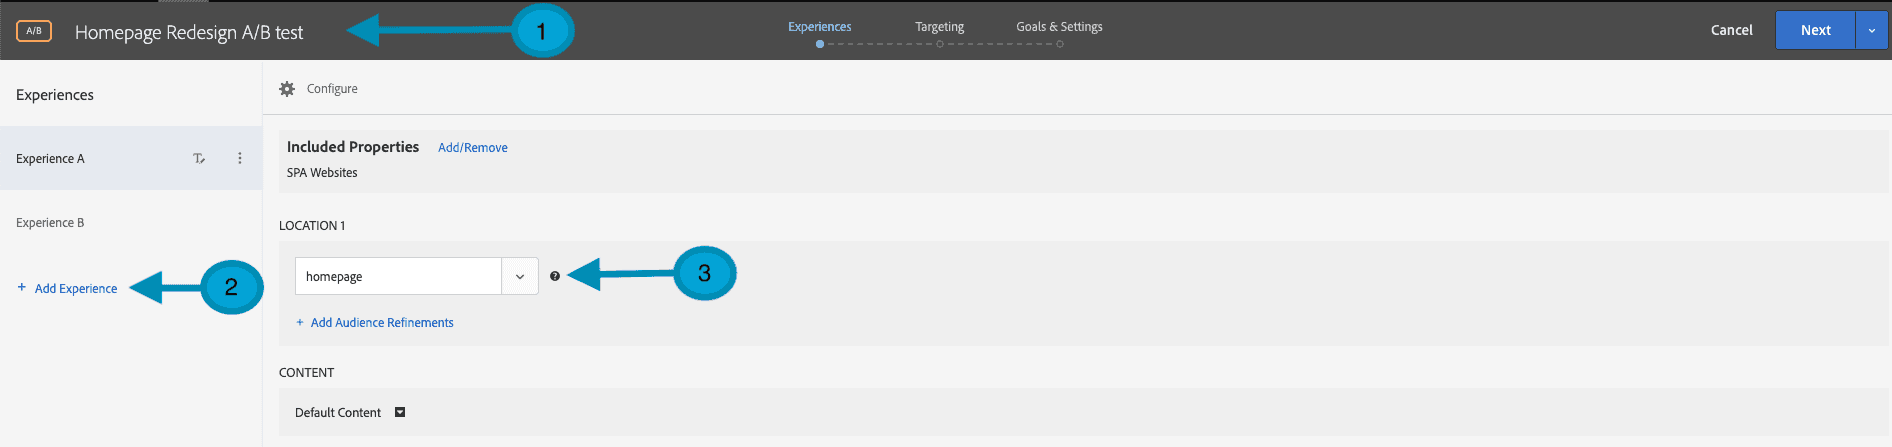 A/B Homepage Redesign A/B test 1 Experiences Targeting Goals & Settings Cancel Next
Experiences
Configure
Included Properties Add/Remove
Experience A
SPA Websites
Experience B
LOCATION 1
homepage ? 3
+ Add Experience 2
+ Add Audience Refinements
CONTENT
Default Content